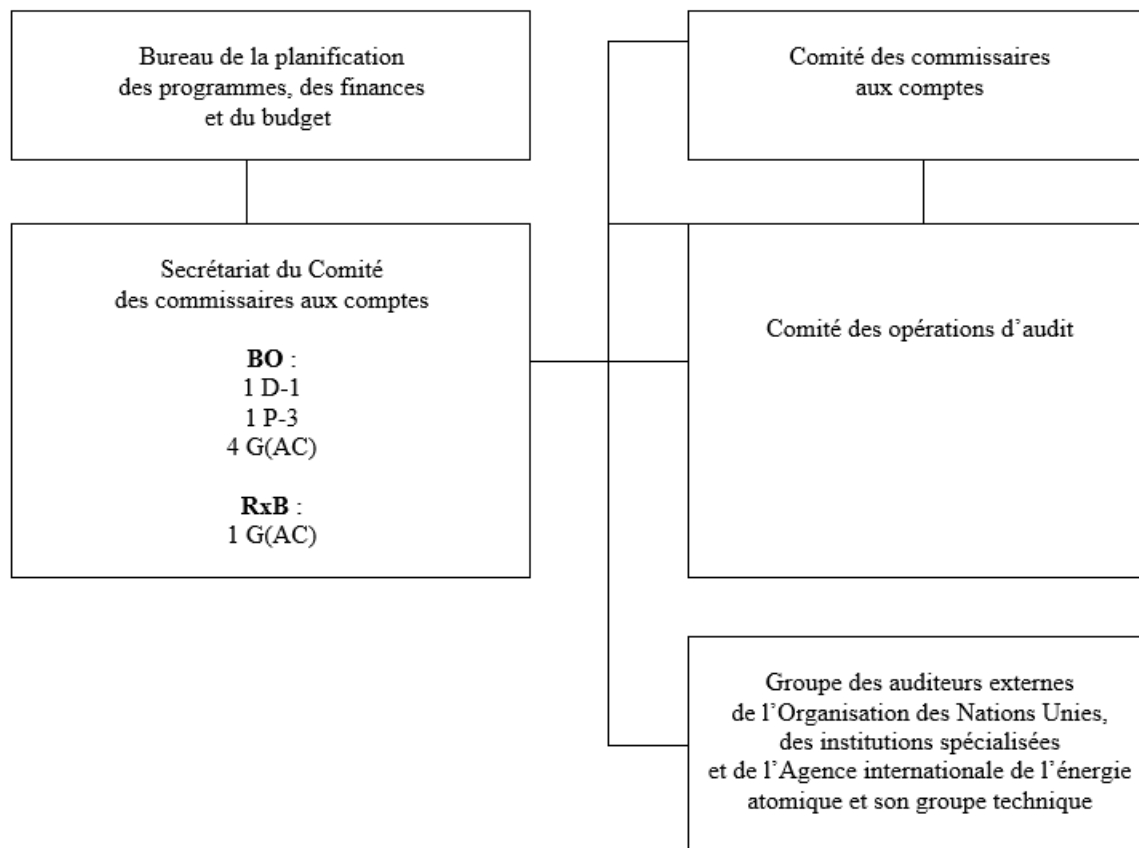 Bureau de la planification
des programmes, des finances
et du budget
Comité des commissaires
aux comptes
Secrétariat du Comité
des commissaires aux comptes
BO :
1 D-1
1 P-3
4 G(AC)
RxB :
1 G(AC)
Comité des opérations d’audit
Groupe des auditeurs externes
de l’Organisation des Nations Unies,
des institutions spécialisées
et de l’Agence internationale de l’énergie
atomique et son groupe technique